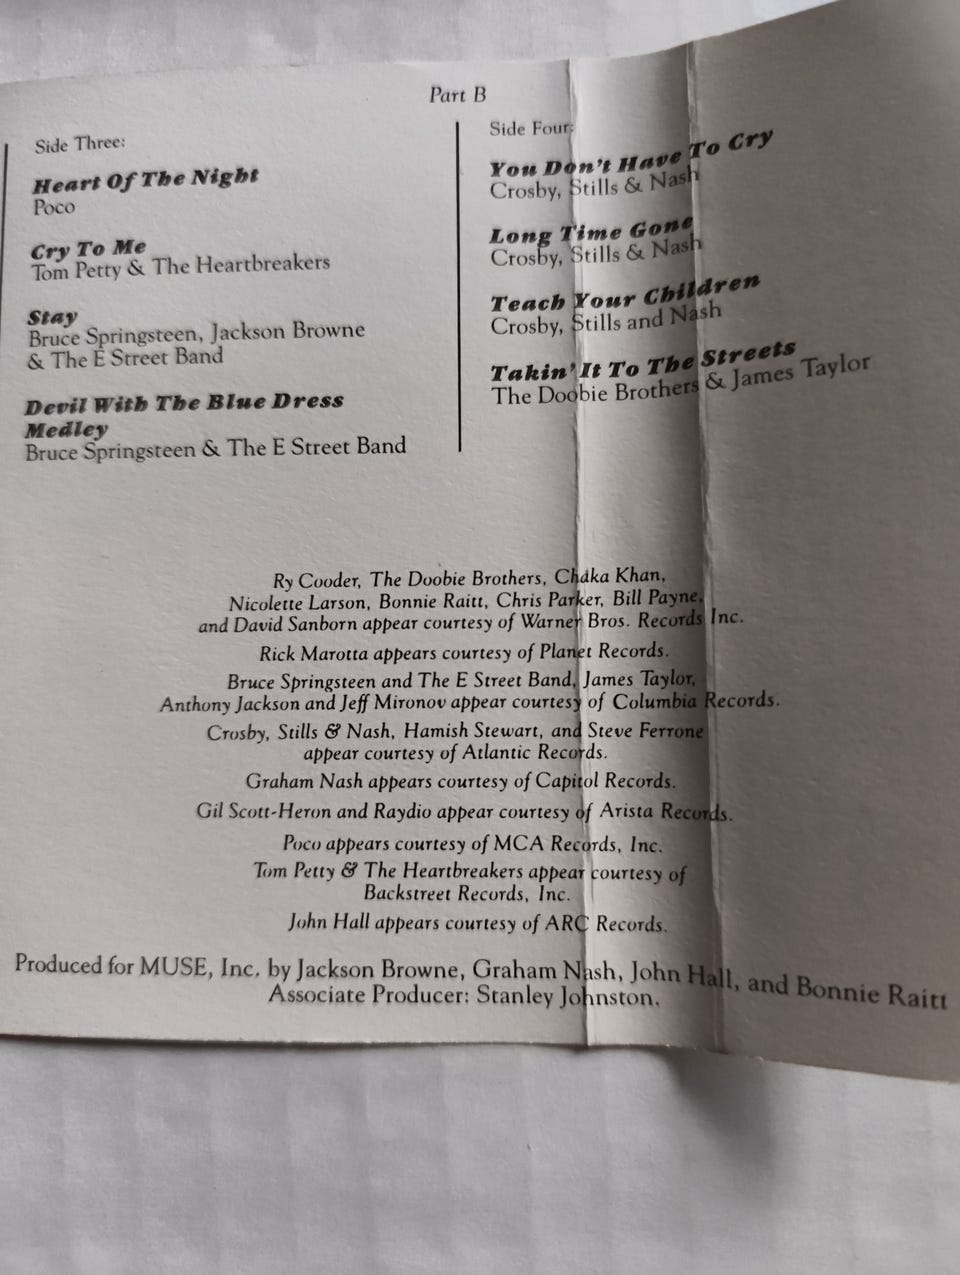 Part B
Side Three:
Heart Of The Night
Poco
Cry To Me
Tom Petty & The Heartbreakers
Stay
Bruce Springsteen, Jackson Browne
& The E Street Band
Devil With The Blue Dress
Medley
Bruce Springsteen & The E Street Band
Side Four:
You Don't Have To Cry
Crosby, Stills & Nash
Long Time Gone
Crosby, Stills & Nash
Teach Your Children
Crosby, Stills and Nash
Takin' It To The Streets
The Doobie Brothers & James Taylor
Ry Cooder, The Doobie Brothers, Chaka Khan,
Nicolette Larson, Bonnie Raitt, Chris Parker, Bill Payne,
and David Sanborn appear courtesy of Warner Bros. Records Inc.
Rick Marotta appears courtesy of Planet Records.
Bruce Springsteen and The E Street Band, James Taylor,
Anthony Jackson and Jeff Mironov appear courtesy of Columbia Records.
Crosby, Stills & Nash, Hamish Stewart, and Steve Ferrone
appear courtesy of Atlantic Records.
Graham Nash appears courtesy of Capitol Records.
Gil Scott-Heron and Raydio appear courtesy of Arista Records.
Poco appears courtesy of MCA Records, Inc.
Tom Petty & The Heartbreakers appear courtesy of
Backstreet Records, Inc.
John Hall appears courtesy of ARC Records.
Produced for MUSE, Inc. by Jackson Browne, Graham Nash, John Hall, and Bonnie Raitt
Associate Producer: Stanley Johnston.